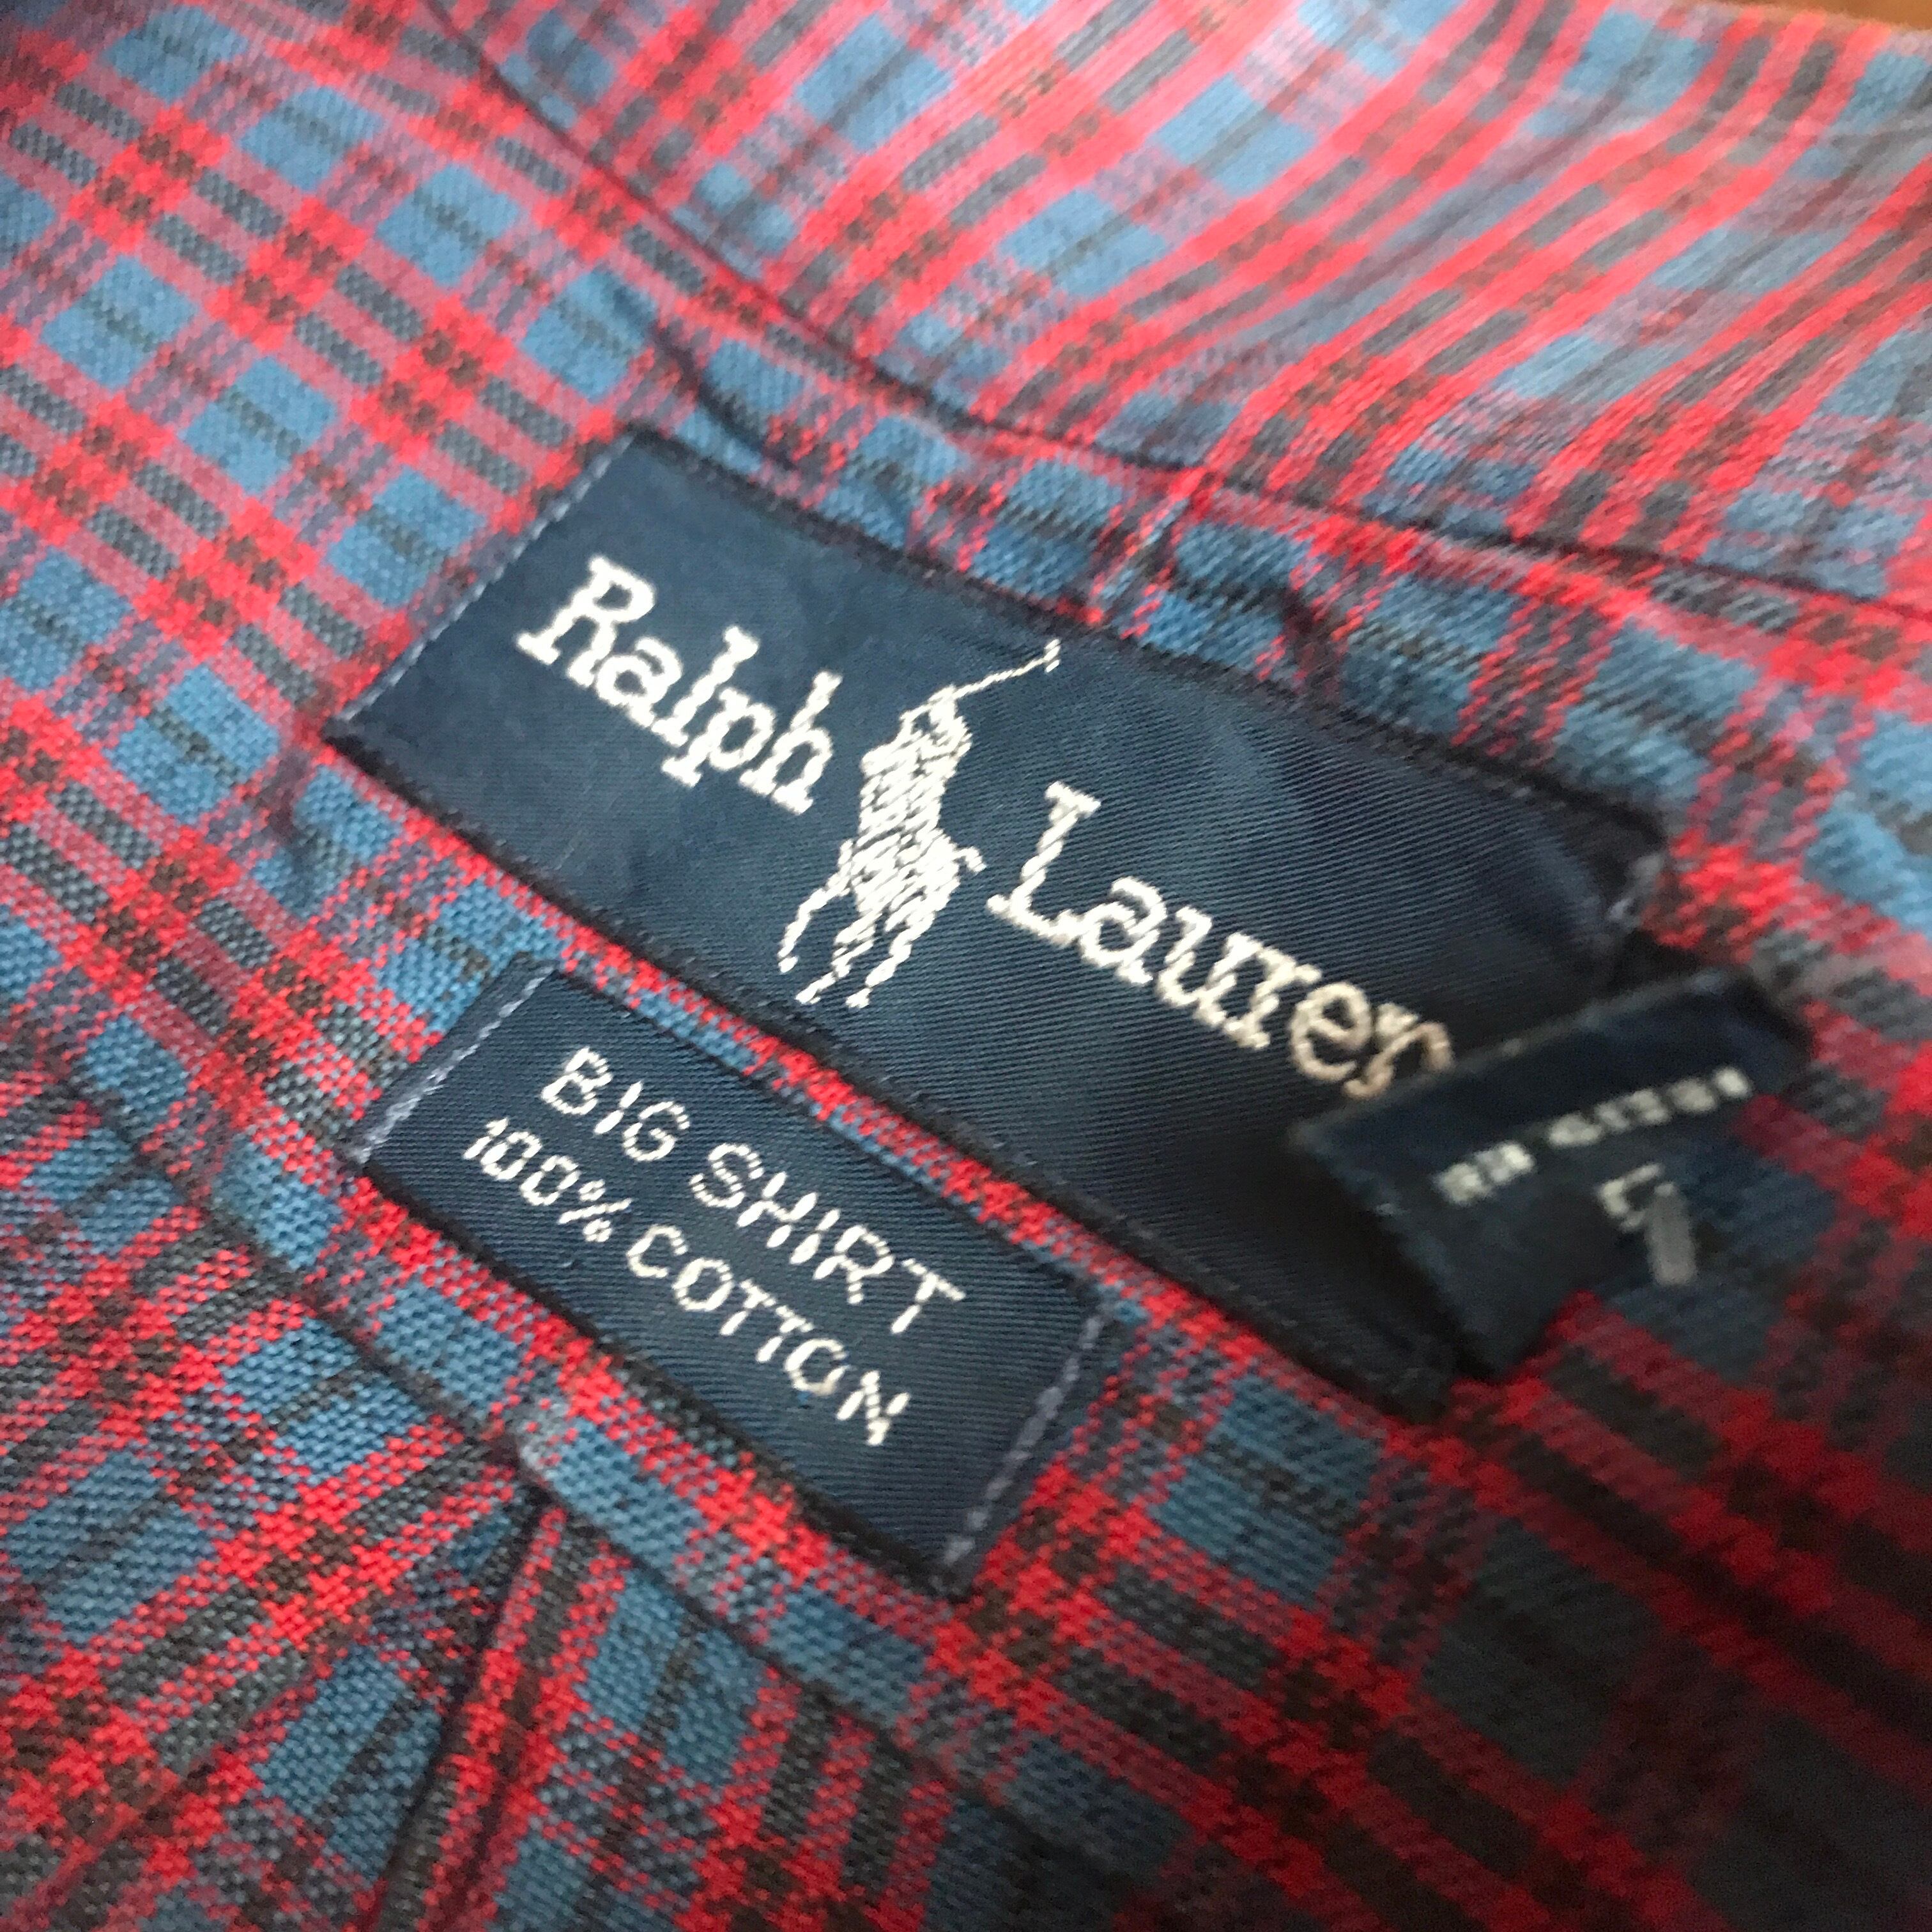 Ralph Lauren
BIG SHIRT
100% COTTON